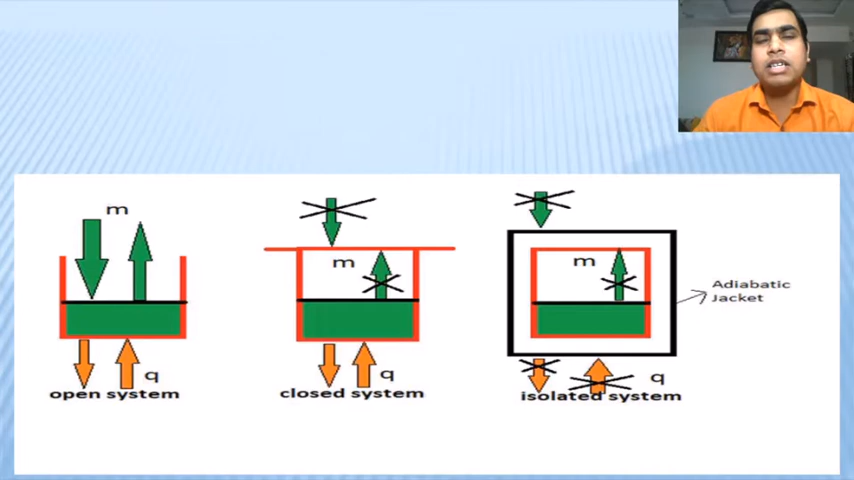 m
q
open system
m
q
closed system
m
q
isolated system
Adiabatic
Jacket